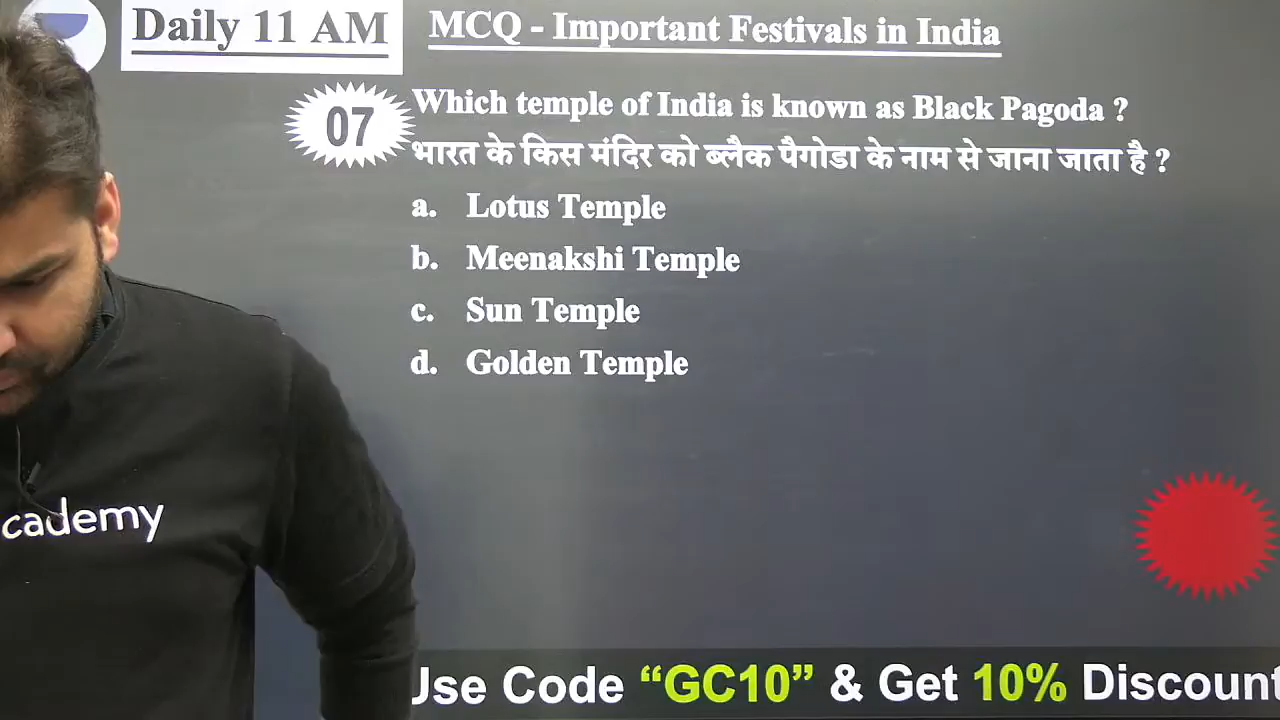 Daily 11 AM
MCQ - Important Festivals in India
07
Which temple of India is known as Black Pagoda ?
भारत के किस मंदिर को ब्लैक पैगोडा के नाम से जाना जाता है ?
a. Lotus Temple
b. Meenakshi Temple
c. Sun Temple
d. Golden Temple
cademy
Use Code “GC10” & Get 10% Discount